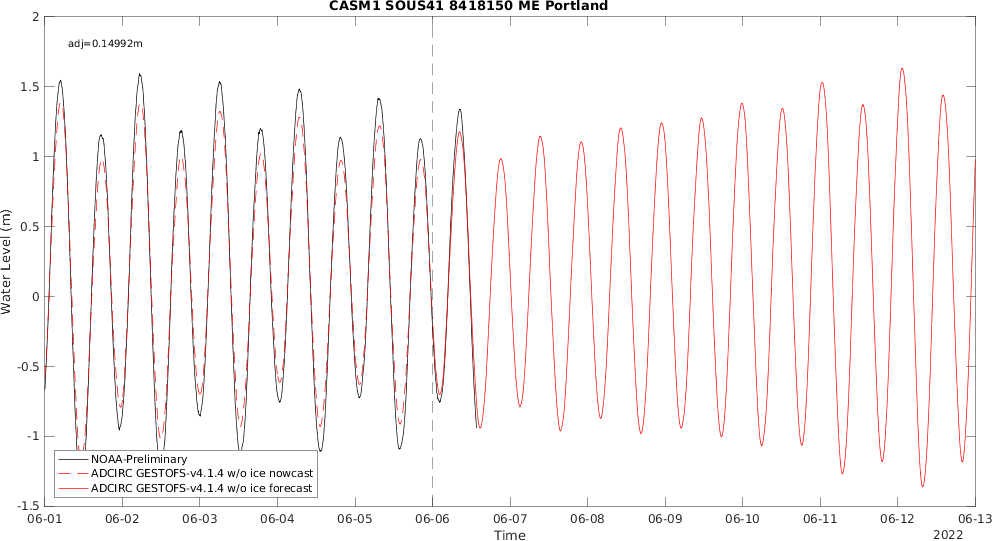 CASM1 SOUS41 8418150 ME Portland
adj=0.14992m
2
1.5
1
0.5
0
-0.5
-1
-1.5
Water Level (m)
NOAA-Preliminary
ADCIRC GESTOFS-v4.1.4 w/o ice nowcast
ADCIRC GESTOFS-v4.1.4 w/o ice forecast
06-01 06-02 06-03 06-04 06-05 06-06 06-07 06-08 06-09 06-10 06-11 06-12 06-13
Time
2022